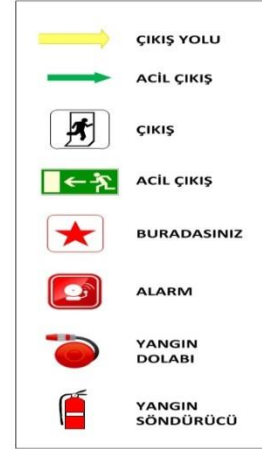 ÇIKIŞ YOLU
ACİL ÇIKIŞ
ÇIKIŞ
ACİL ÇIKIŞ
BURADASINIZ
ALARM
YANGIN
DOLABI
YANGIN
SÖNDÜRÜCÜ